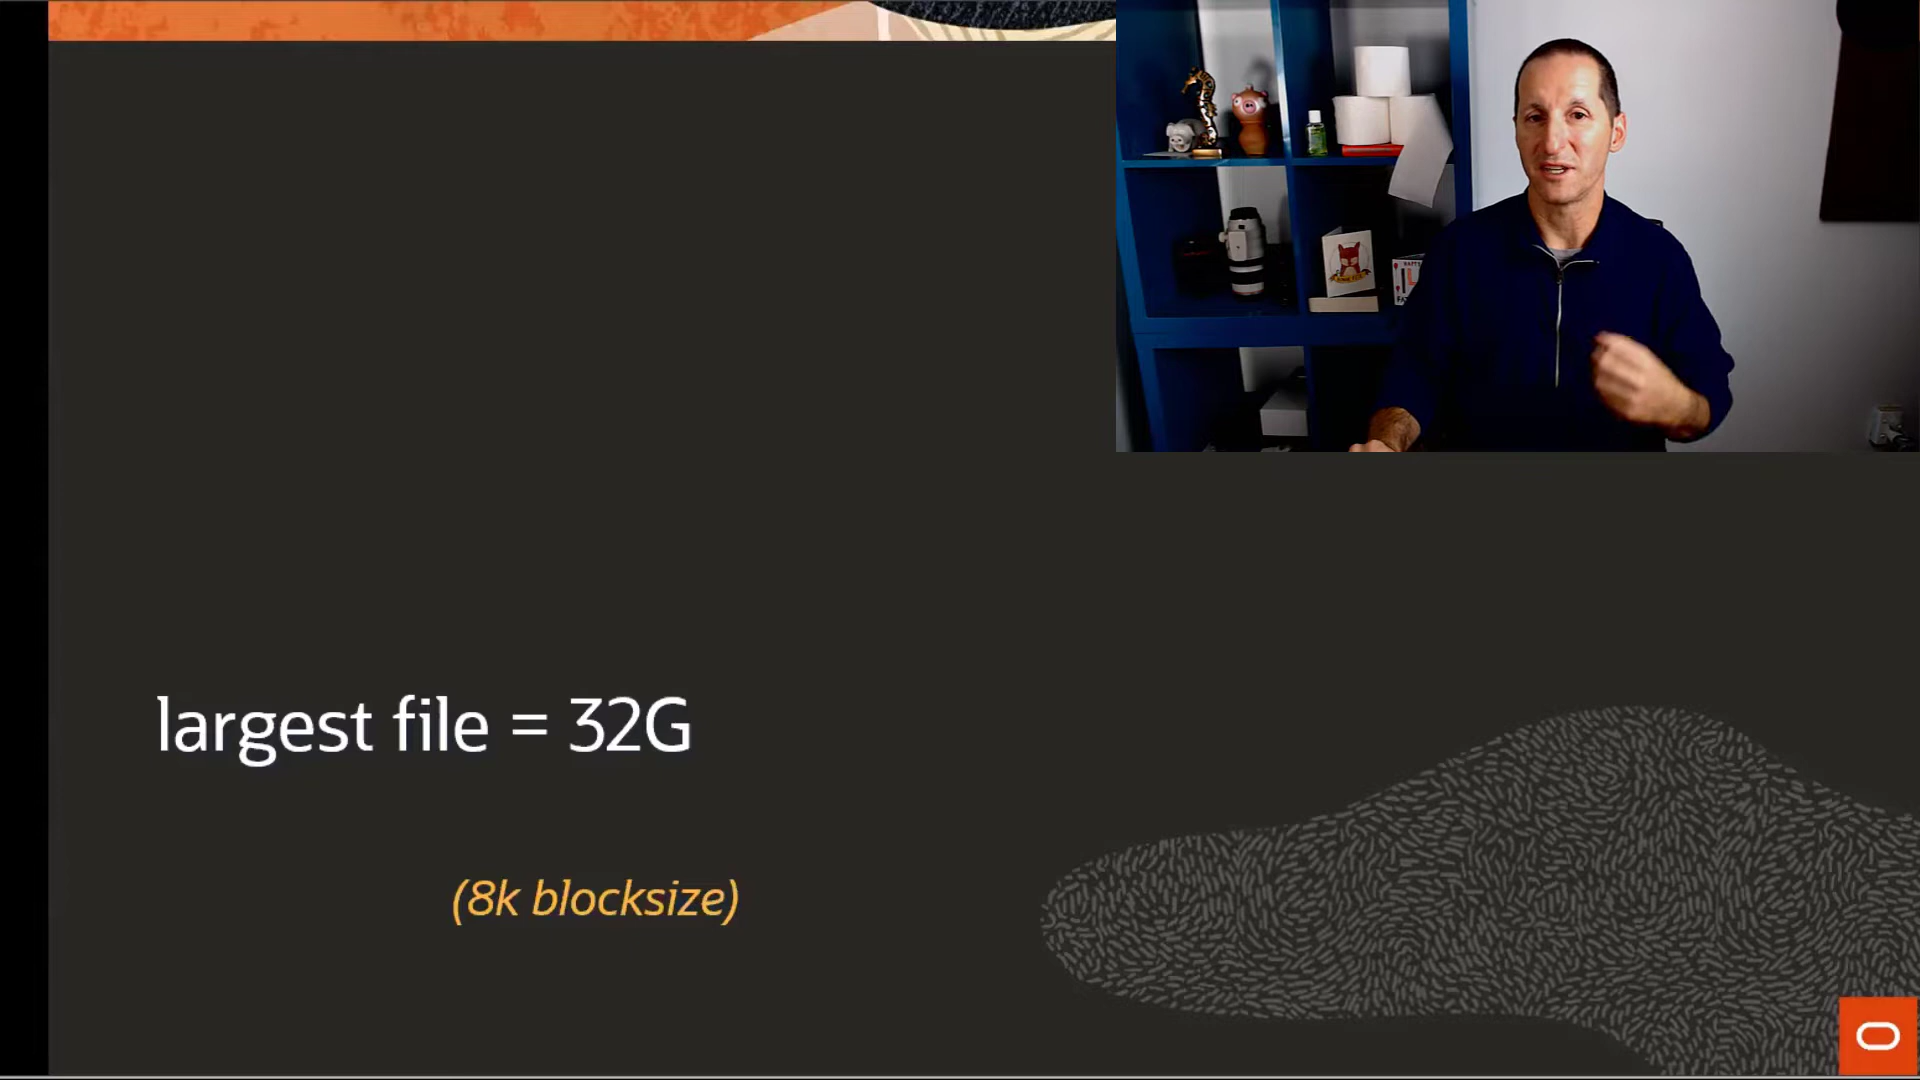 largest file = 32G
(8k blocksize)